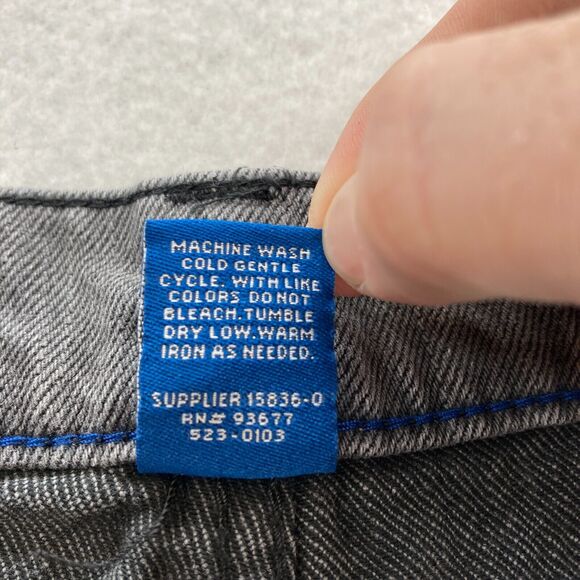 MACHINE WASH
COLD GENTLE
CYCLE. WITH LIKE
COLORS DO NOT
BLEACH.TUMBLE
DRY LOW.WARM
IRON AS NEEDED.
SUPPLIER 15836-0
RN# 93677
523-0103